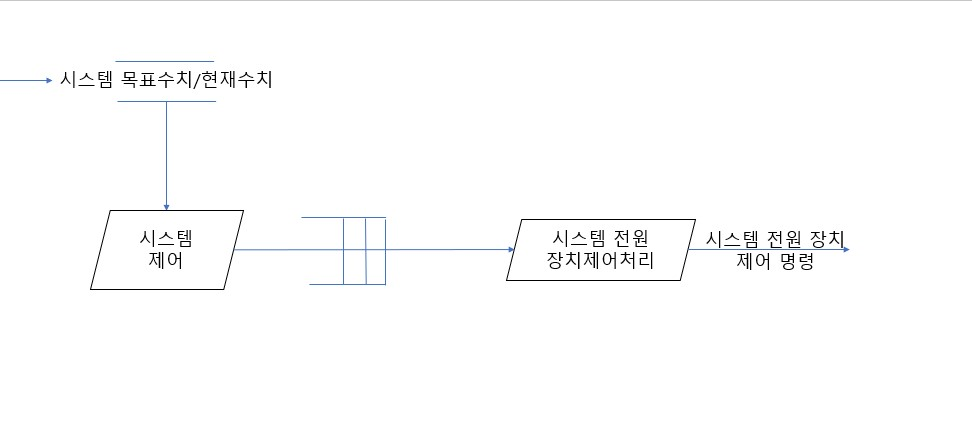 시스템 목표수치/현재수치
시스템
제어
시스템 전원
장치제어처리
시스템 전원 장치
제어 명령